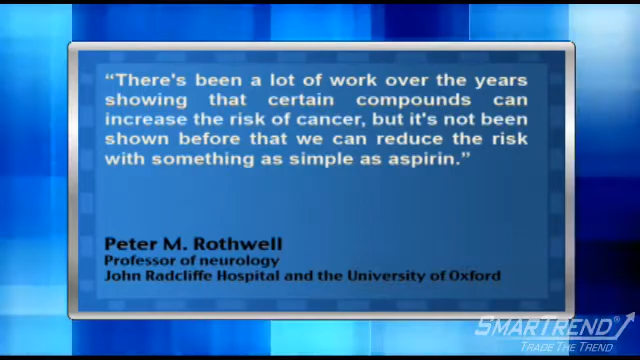 “There's been a lot of work over the years
showing that certain compounds can
increase the risk of cancer, but it's not been
shown before that we can reduce the risk
with something as simple as aspirin.”
Peter M. Rothwell
Professor of neurology
John Radcliffe Hospital and the University of Oxford
SMARTREND®
TRADE THE TREND